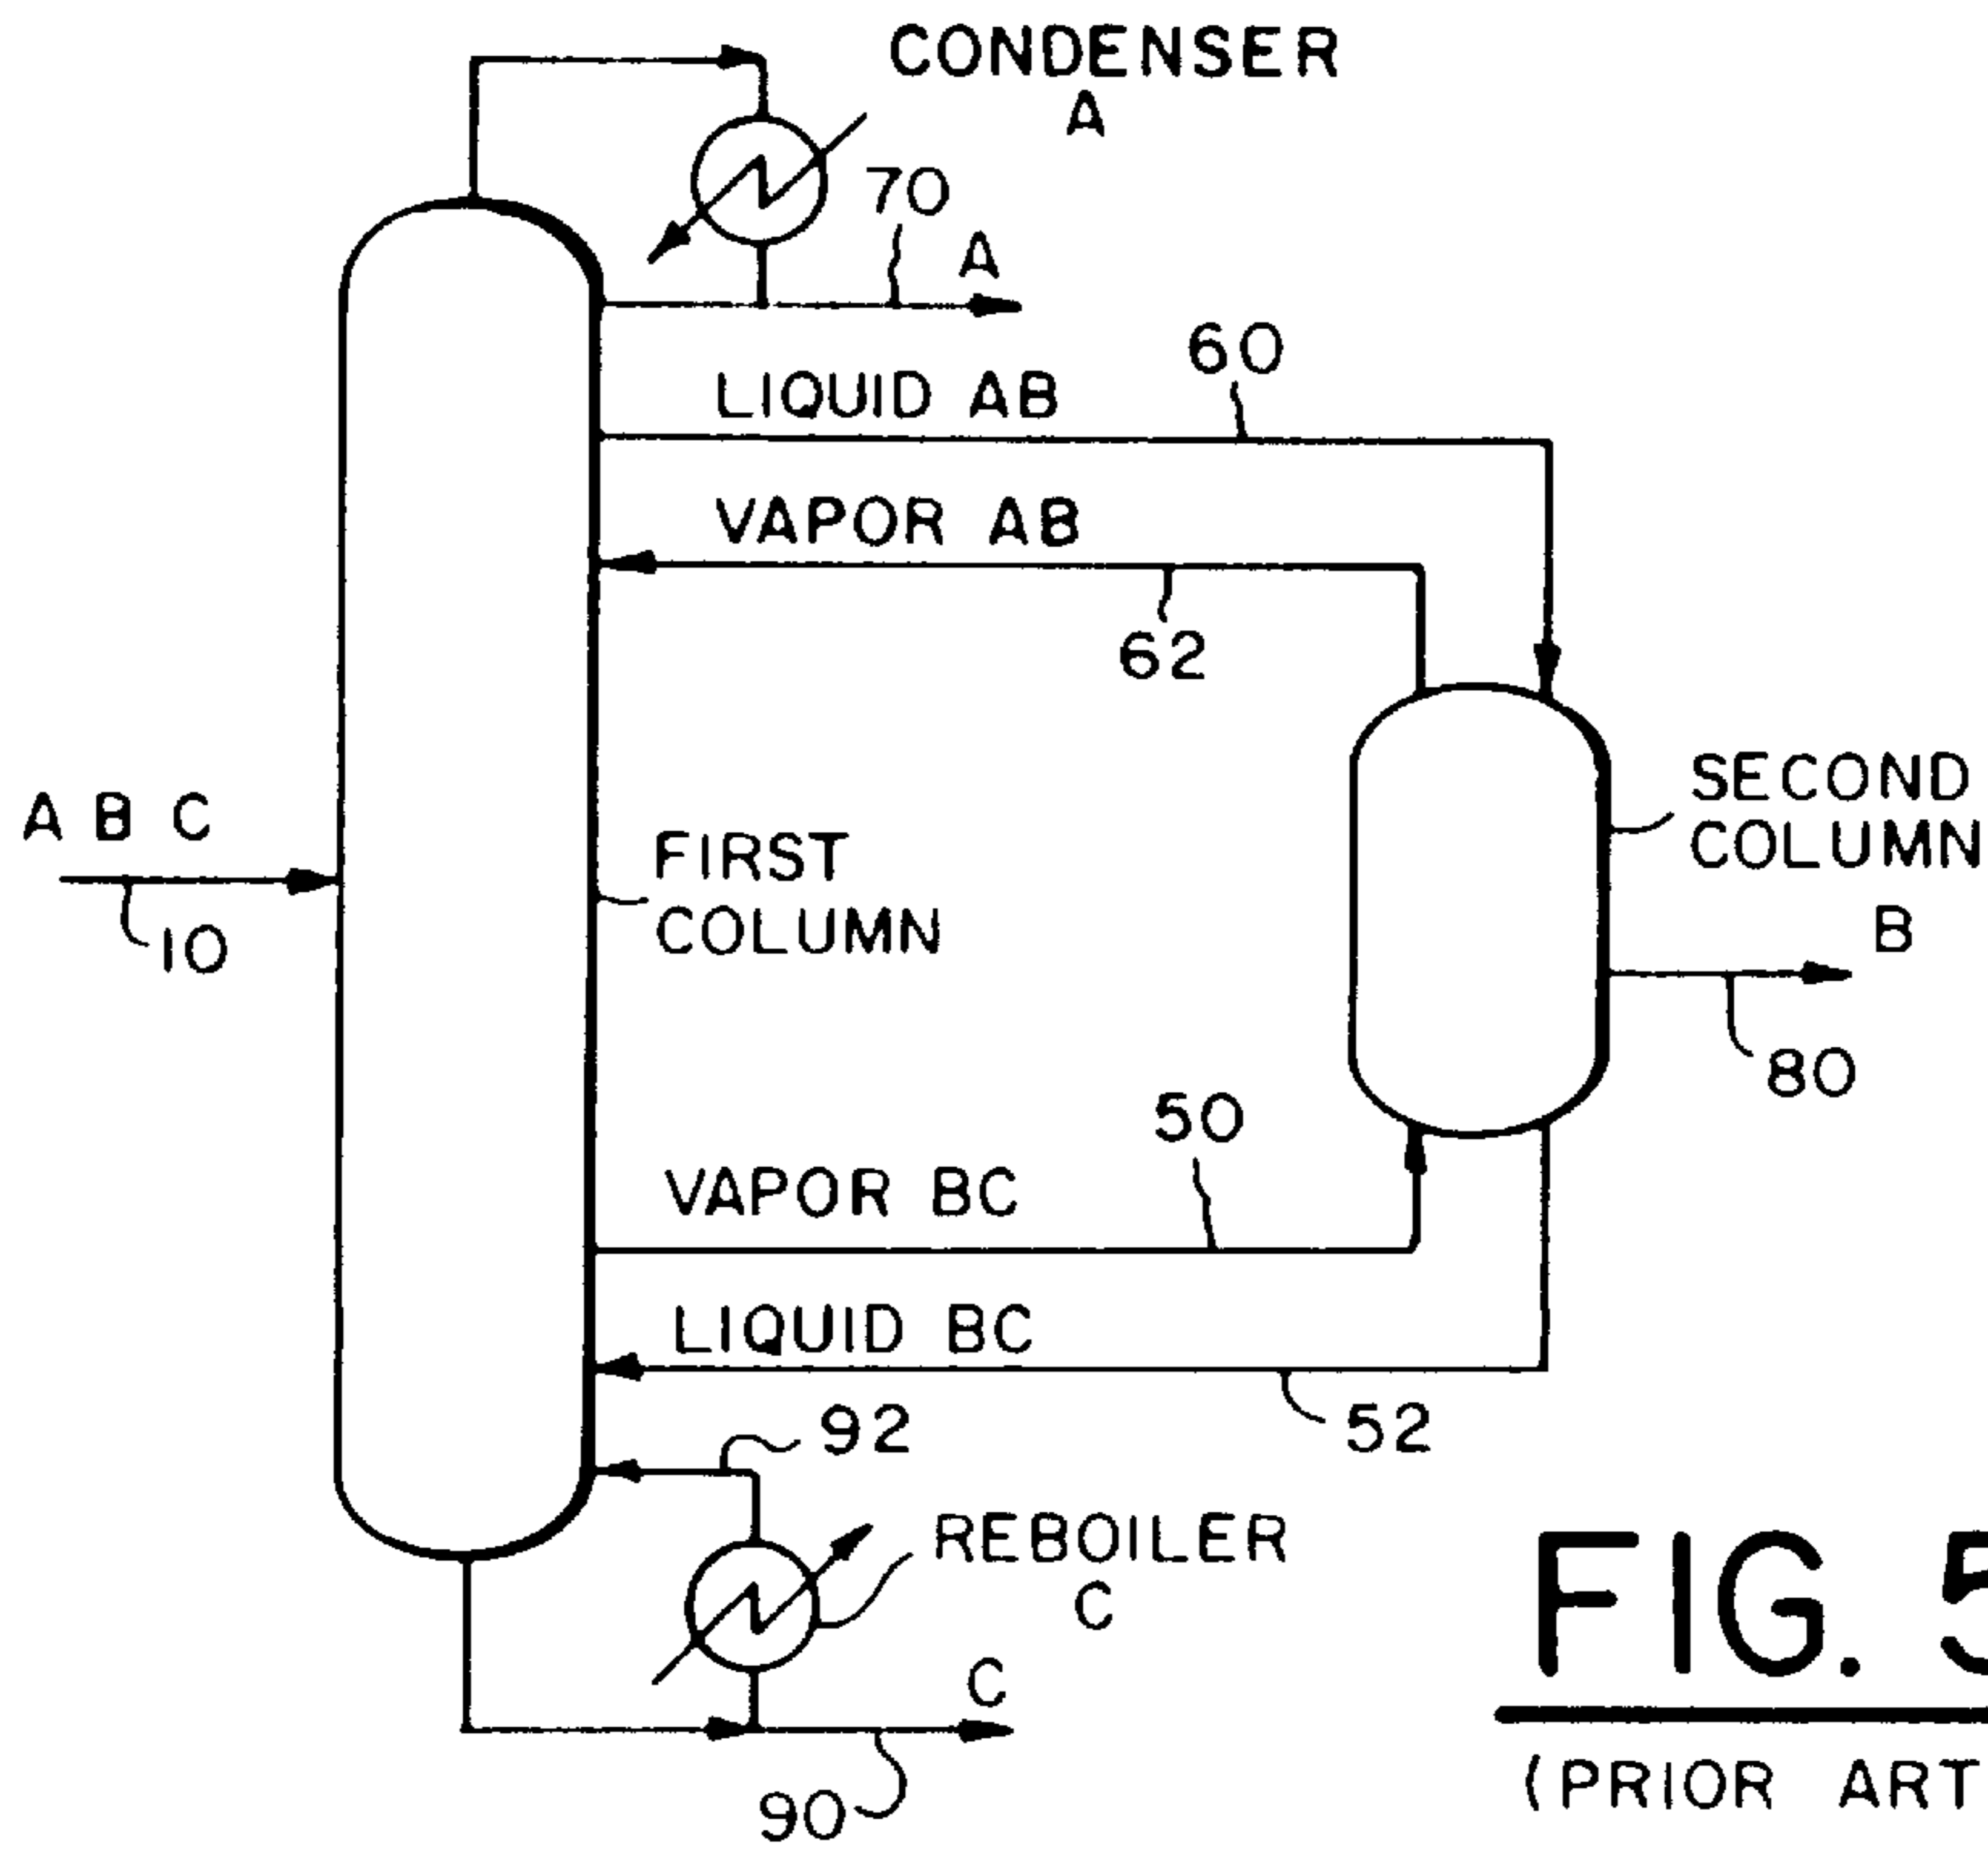 CONDENSER
A
70
A
60
LIQUID AB
VAPOR AB
62
SECOND
COLUMN
A B C
FIRST
COLUMN
B
10
80
50
VAPOR BC
LIQUID BC
92
52
REBOILER
C
C
90
FIG. 5
(PRIOR ART